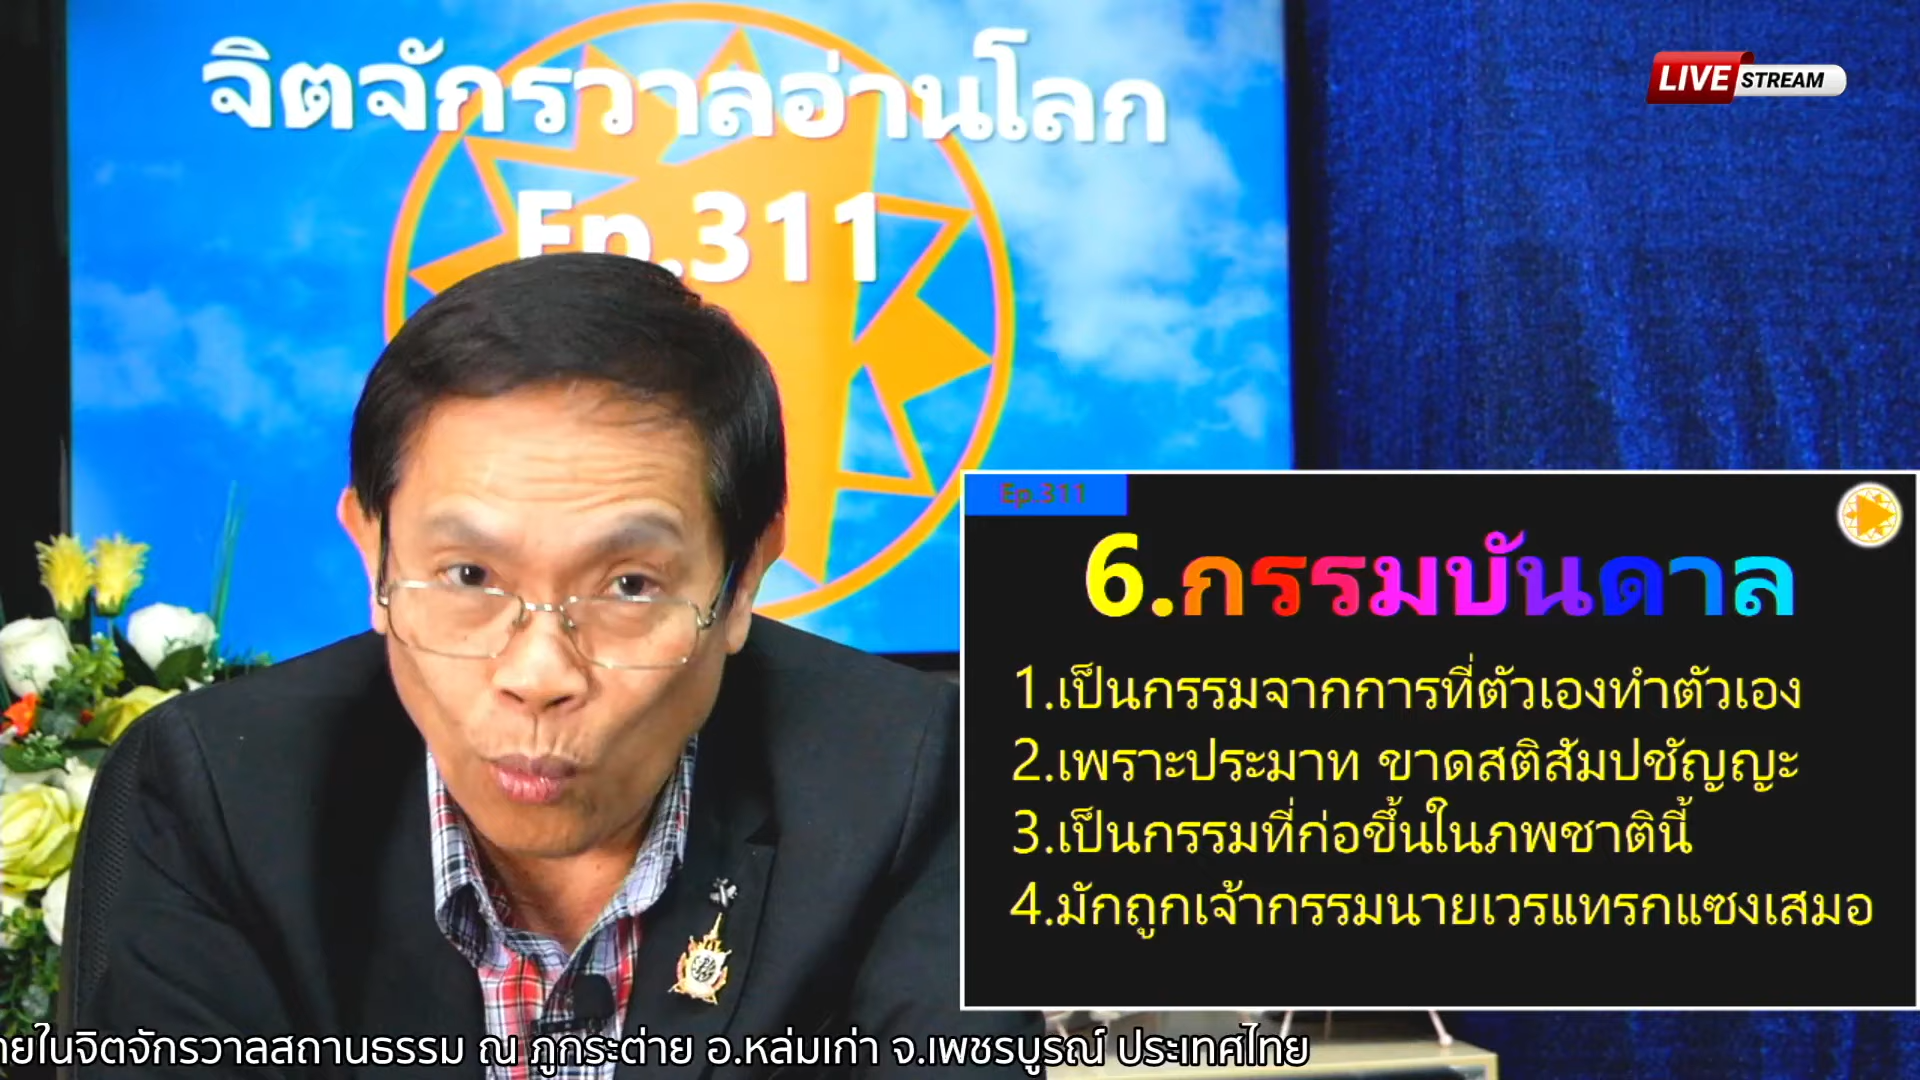 จิตจักรวาลอ่านโลก
Ep.311
LIVE STREAM
Ep.311
6.กรรมบันดาล
1.เป็นกรรมจากการที่ตัวเองทำตัวเอง
2.เพราะประมาท ขาดสติสัมปชัญญะ
3.เป็นกรรมที่ก่อขึ้นในภพชาตินี้
4.มักถูกเจ้ากรรมนายเวรแทรกแซงเสมอ
ยในจิตจักรวาลสถานธรรม ณ ภูกระต่าย อ.หล่มเก่า จ.เพชรบูรณ์ ประเทศไทย